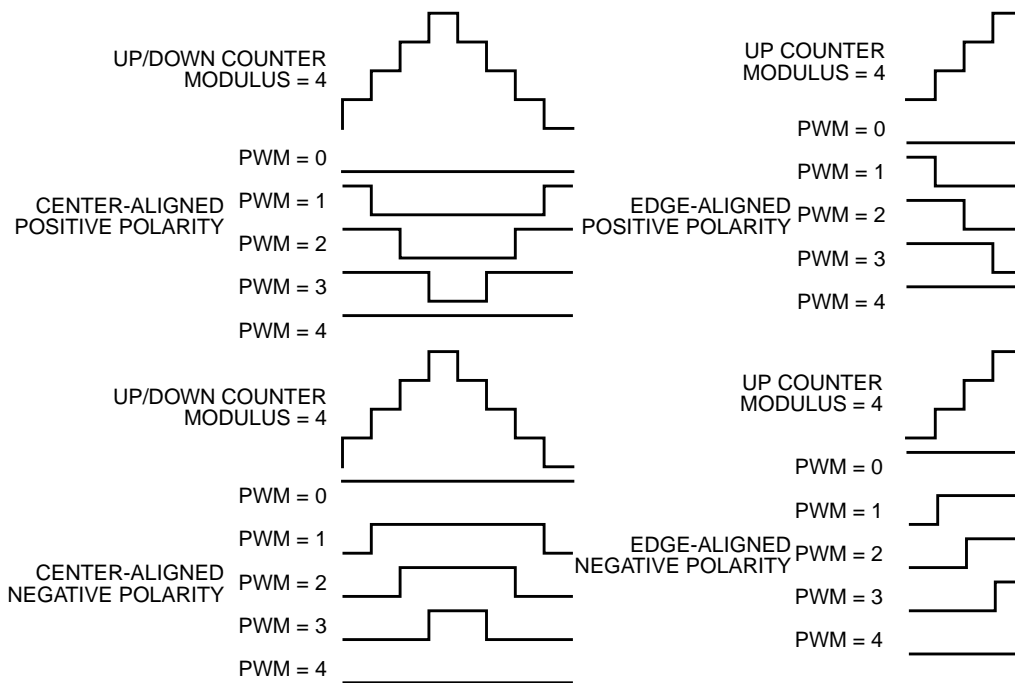 UP/DOWN COUNTER
MODULUS = 4
PWM = 0
CENTER-ALIGNED
POSITIVE POLARITY
PWM = 1
PWM = 2
PWM = 3
PWM = 4
UP COUNTER
MODULUS = 4
PWM = 0
EDGE-ALIGNED
POSITIVE POLARITY
PWM = 1
PWM = 2
PWM = 3
PWM = 4
UP/DOWN COUNTER
MODULUS = 4
PWM = 0
PWM = 1
CENTER-ALIGNED
NEGATIVE POLARITY
PWM = 2
PWM = 3
PWM = 4
UP COUNTER
MODULUS = 4
PWM = 0
PWM = 1
EDGE-ALIGNED
NEGATIVE POLARITY
PWM = 2
PWM = 3
PWM = 4